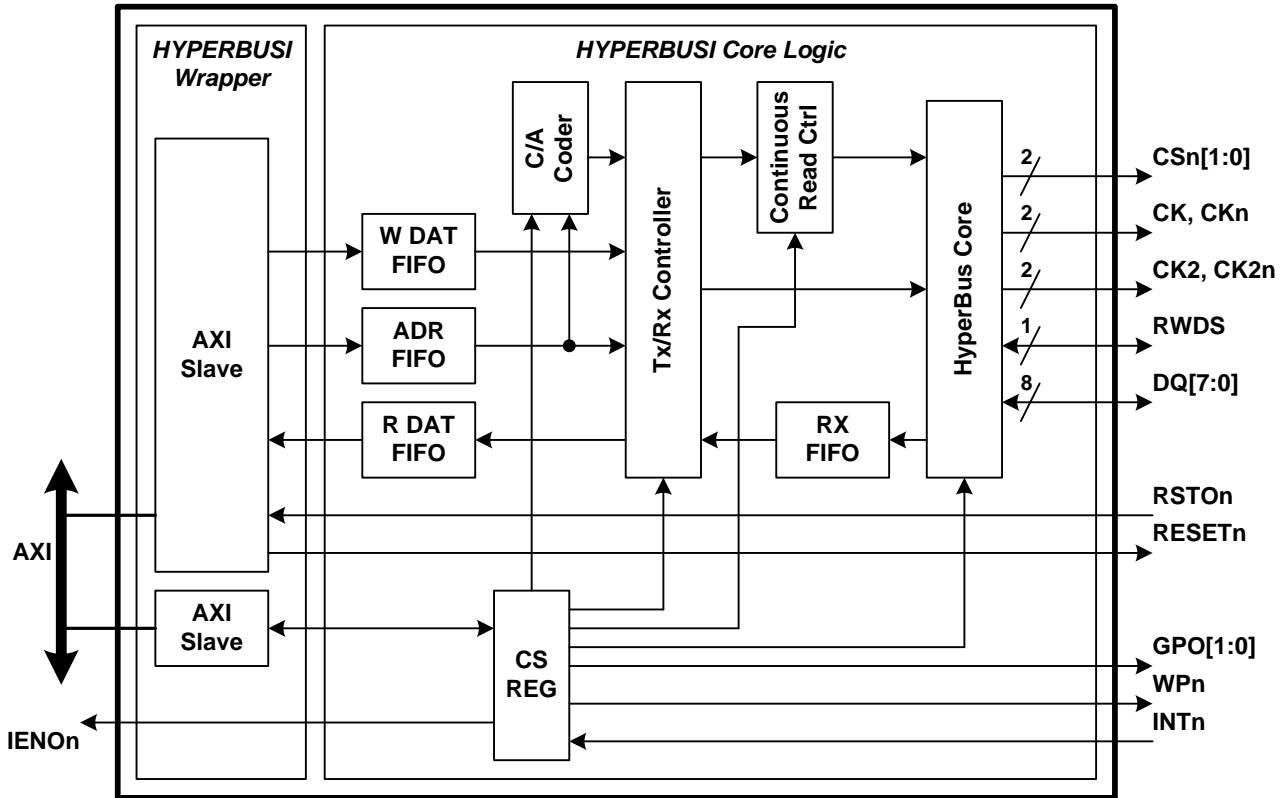 HYPERBUSI
Wrapper
HYPERBUSI Core Logic
C/A
Coder
Tx/Rx Controller
Continuous
Read Ctrl
HyperBus Core
W DAT
FIFO
ADR
FIFO
R DAT
FIFO
RX
FIFO
AXI
Slave
AXI
Slave
CS
REG
AXI
IENOn
2
CSn[1:0]
2
CK, CKn
2
CK2, CK2n
1
RWDS
8
DQ[7:0]
RSTOn
RESETn
GPO[1:0]
WPn
INTn